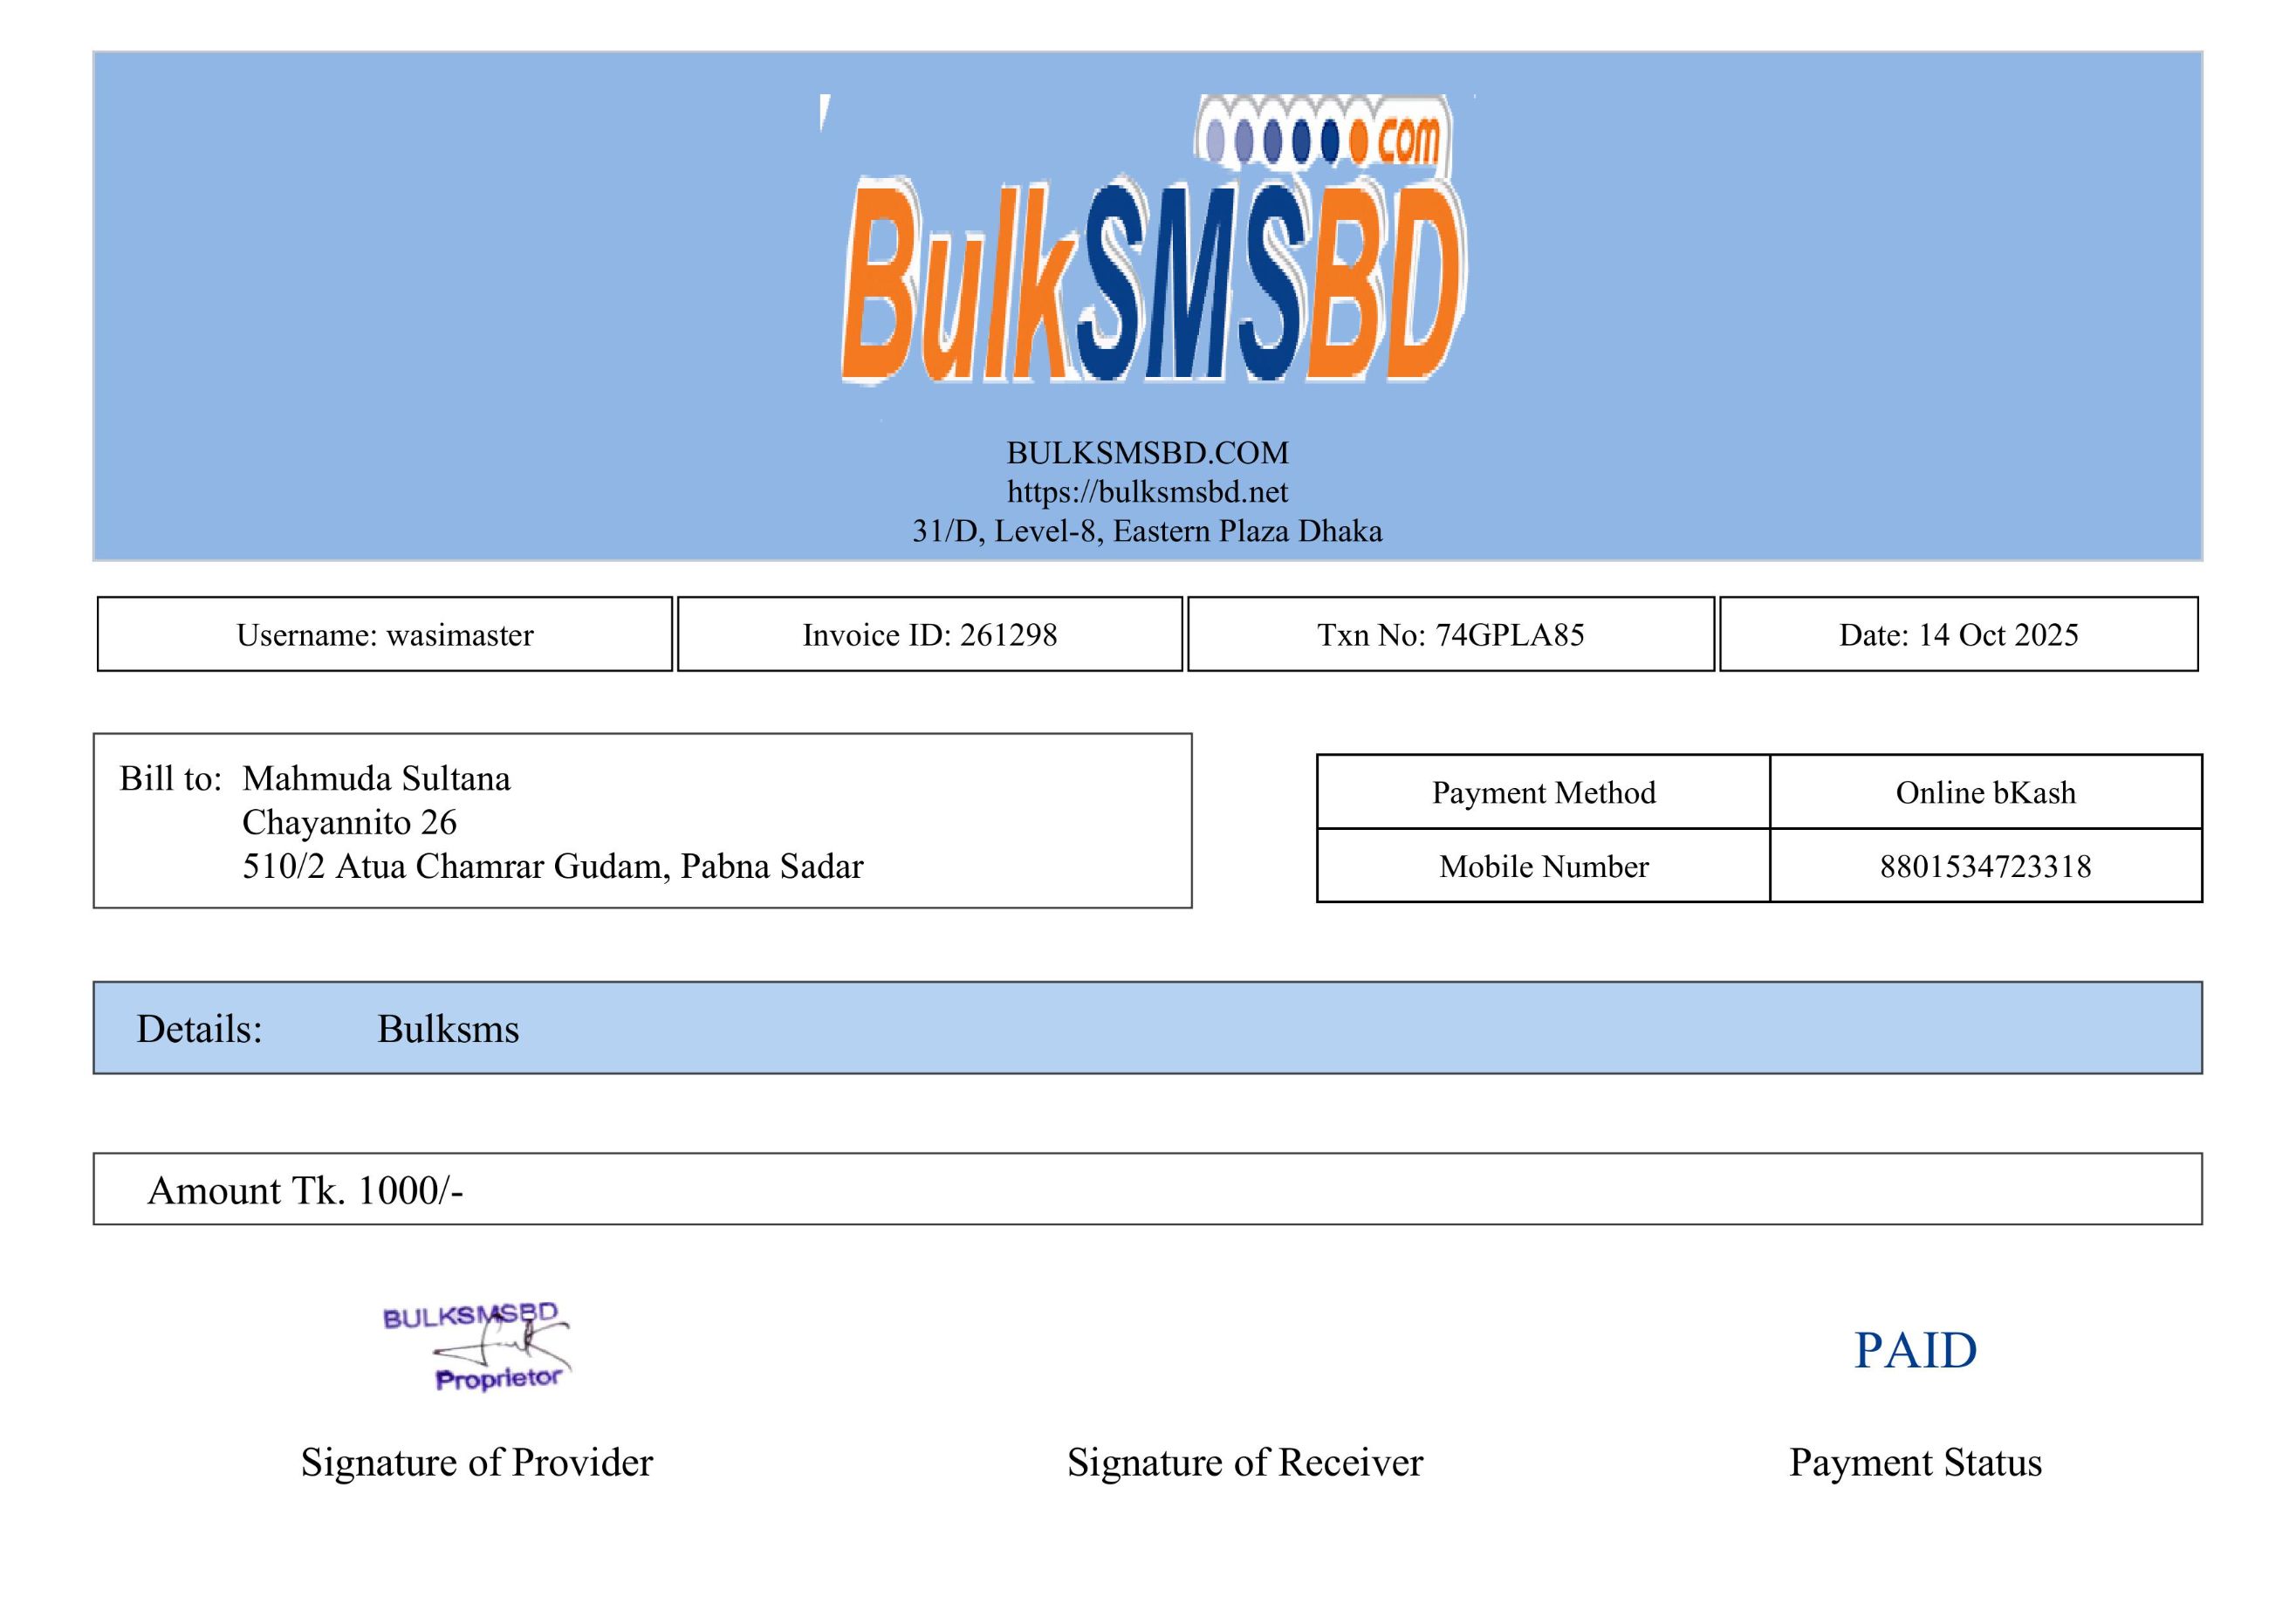 com
BulkSMSBD
BULKSMSBD.COM
https://bulksmsbd.net
31/D, Level-8, Eastern Plaza Dhaka
Username: wasimaster
Invoice ID: 261298
Txn No: 74GPLA85
Date: 14 Oct 2025
Bill to: Mahmuda Sultana
Chayannito 26
510/2 Atua Chamrar Gudam, Pabna Sadar
Payment Method
Online bKash
Mobile Number
8801534723318
Details: Bulksms
Amount Tk. 1000/-
BULKSMSBD
Proprietor
PAID
Signature of Provider
Signature of Receiver
Payment Status